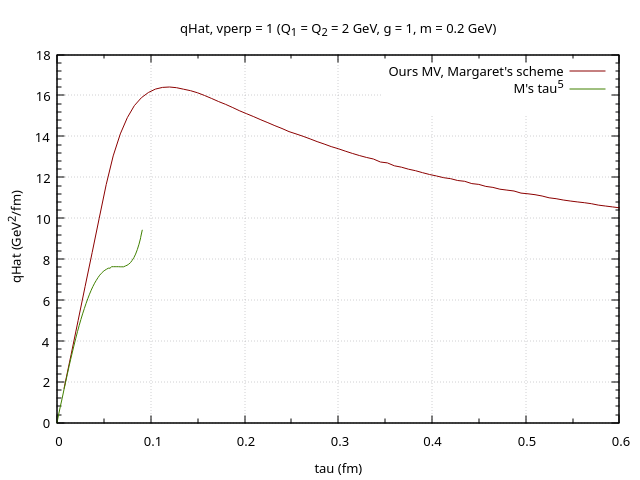 qHat, vperp = 1 (Q1 = Q2 = 2 GeV, g = 1, m = 0.2 GeV)
Ours MV, Margaret's scheme
M's tau5
qHat (GeV2/fm)
18
16
14
12
10
8
6
4
2
0
0 0.1 0.2 0.3 0.4 0.5 0.6
tau (fm)